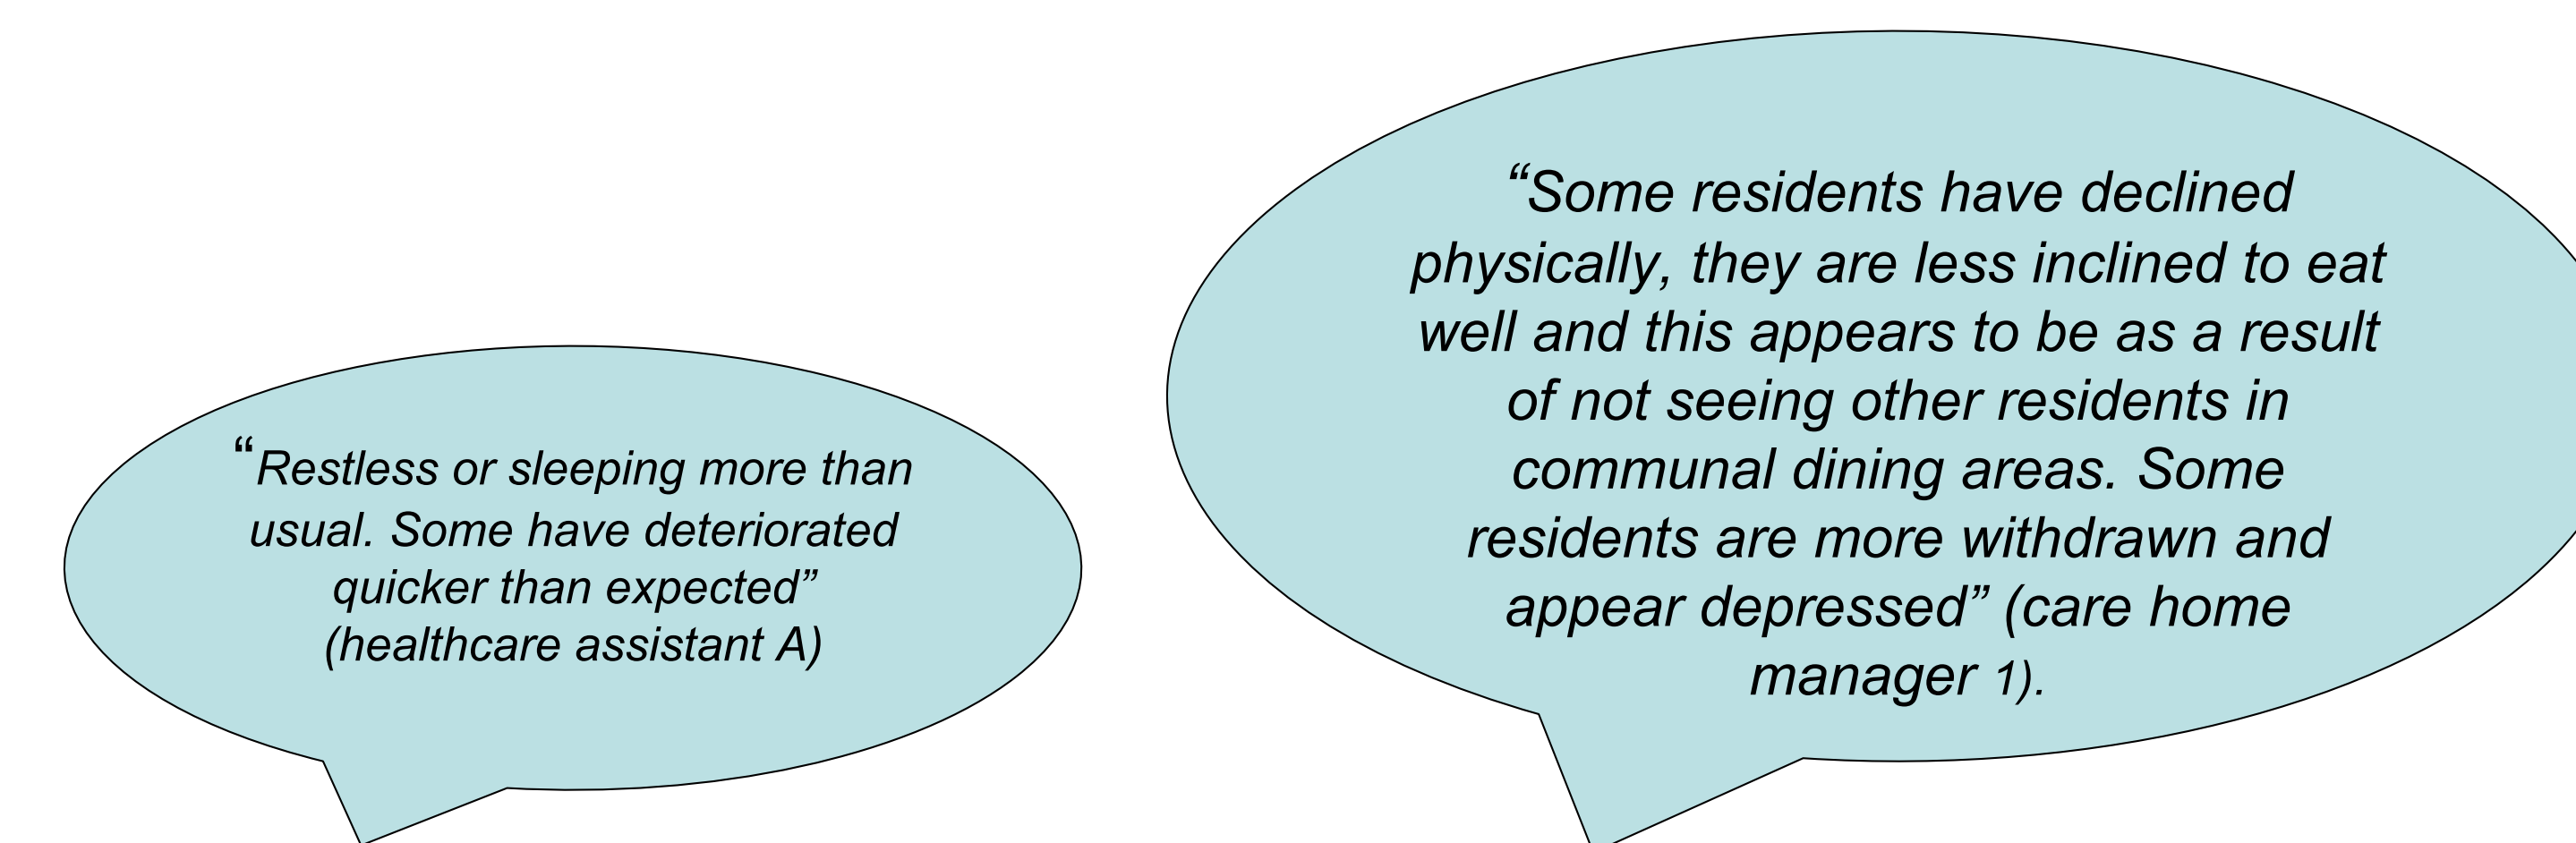 “Restless or sleeping more than
usual. Some have deteriorated
quicker than expected”
(healthcare assistant A)
“Some residents have declined
physically, they are less inclined to eat
well and this appears to be as a result
of not seeing other residents in
communal dining areas. Some
residents are more withdrawn and
appear depressed” (care home
manager 1).